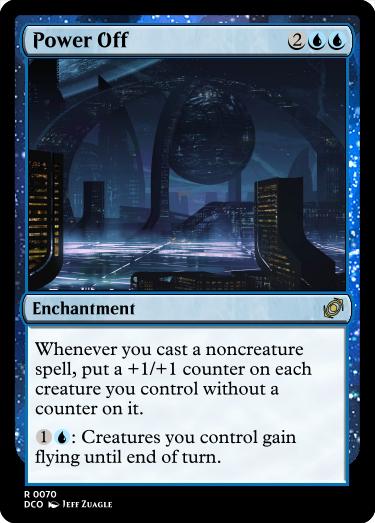 Power Off 2
Enchantment
Whenever you cast a noncreature
spell, put a +1/+1 counter on each
creature you control without a
counter on it.
1: Creatures you control gain
flying until end of turn.
R 0070
DCO Jeff Zuagle